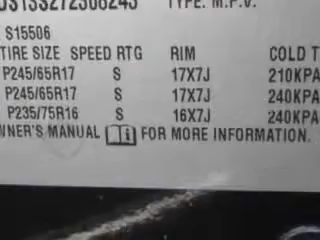 TYPE: M.P.V.
S15506
TIRE SIZE SPEED RTG RIM COLD T
P245/65R17 S 17X7J 210KPA
P245/65R17 S 17X7J 240KPA
P235/75R16 S 16X7J 240KPA
WNER'S MANUAL FOR MORE INFORMATION.